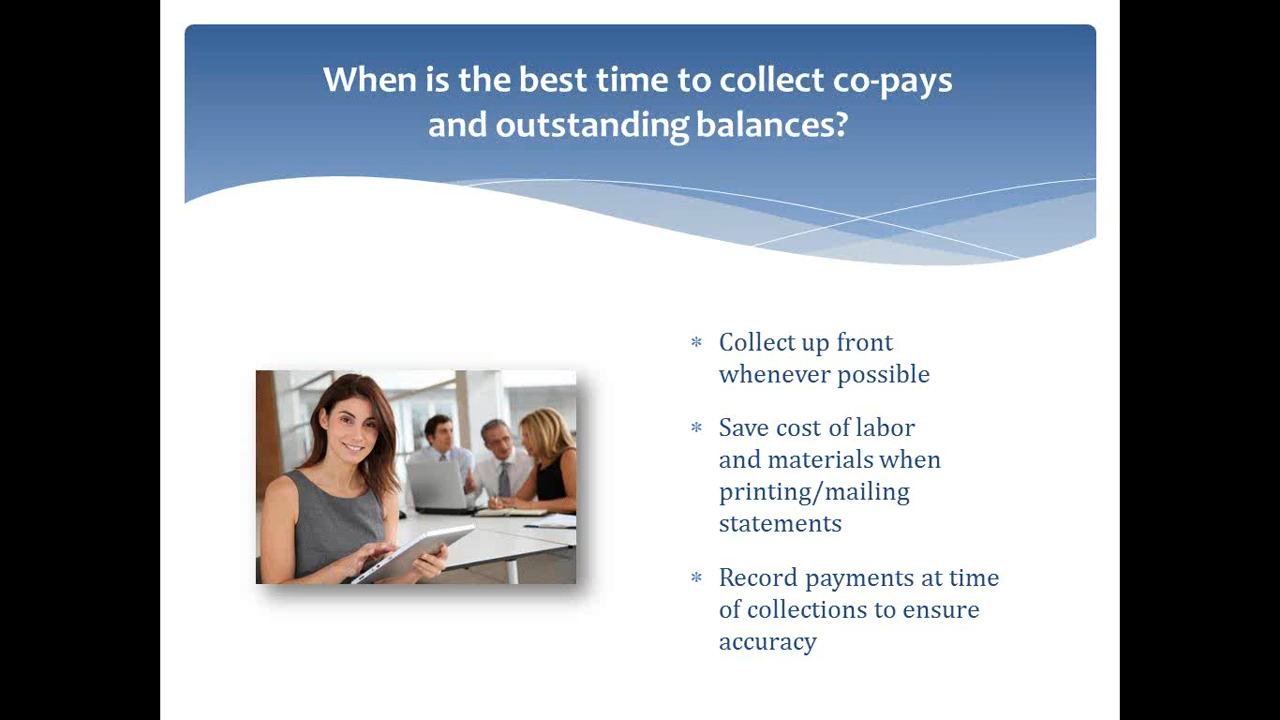 When is the best time to collect co-pays
and outstanding balances?
* Collect up front
whenever possible
* Save cost of labor
and materials when
printing/mailing
statements
* Record payments at time
of collections to ensure
accuracy